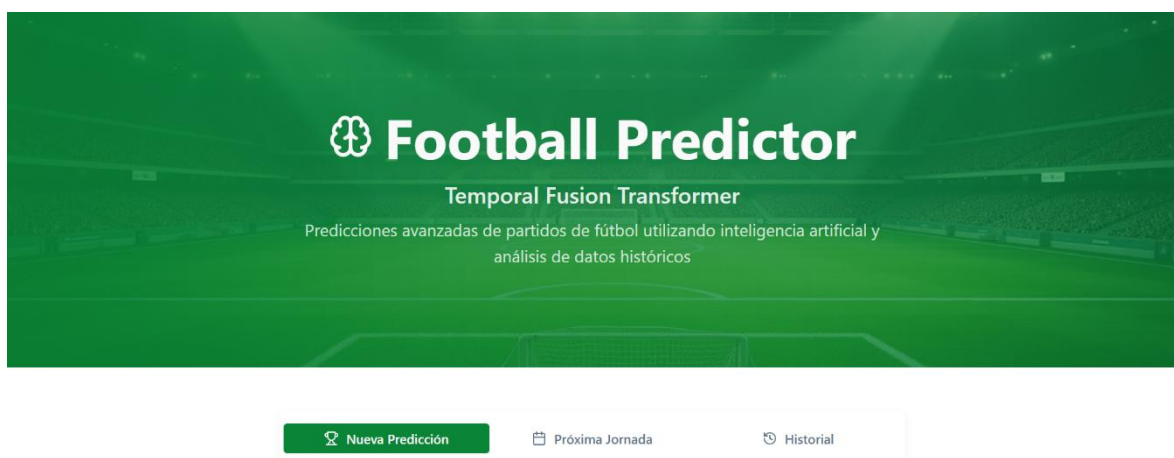 Football Predictor
Temporal Fusion Transformer
Predicciones avanzadas de partidos de fútbol utilizando inteligencia artificial y
análisis de datos históricos
Nueva Predicción Próxima Jornada Historial